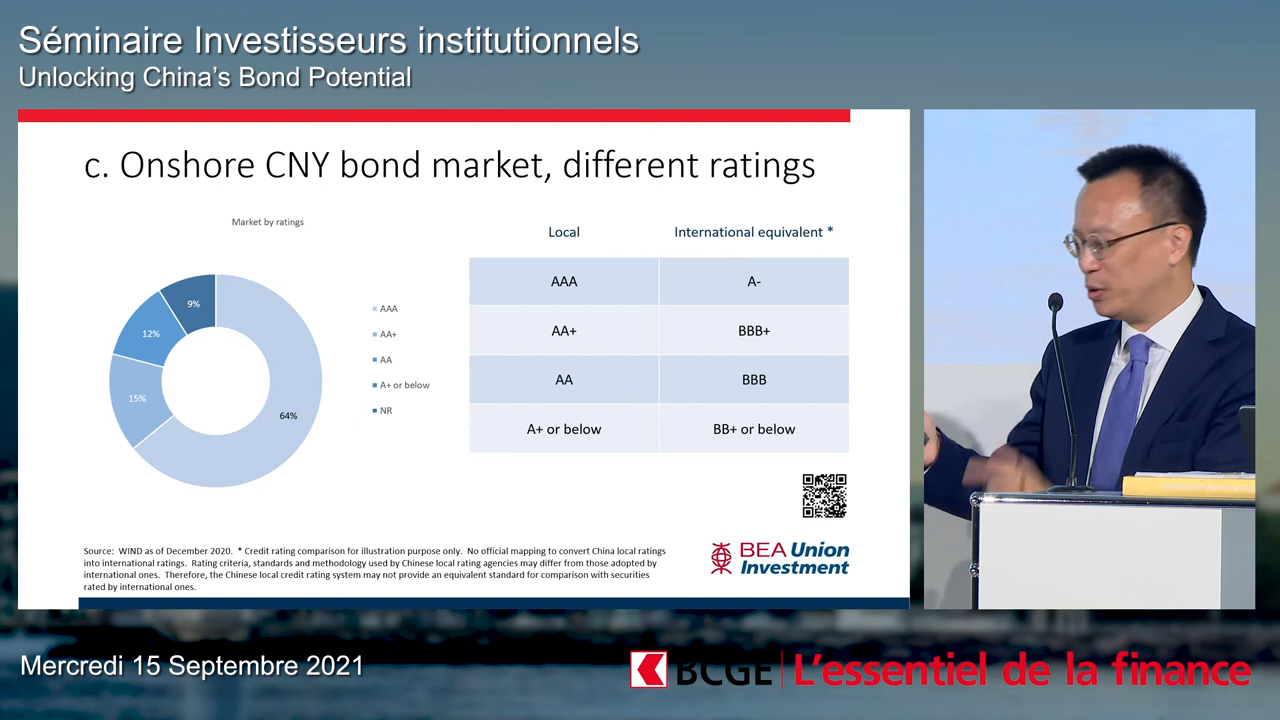 Séminaire Investisseurs institutionnels
Unlocking China's Bond Potential
c. Onshore CNY bond market, different ratings
Market by ratings
9%
12%
15%
64%
AAA
AA+
AA
A+ or below
NR
Local International equivalent *
AAA A-
AA+ BBB+
AA BBB
A+ or below BB+ or below
Source: WIND as of December 2020. * Credit rating comparison for illustration purpose only. No official mapping to convert China local ratings
into international ratings. Rating criteria, standards and methodology used by Chinese local rating agencies may differ from those adopted by
international ones. Therefore, the Chinese local credit rating system may not provide an equivalent standard for comparison with securities
rated by international ones.
BEA Union
Investment
Mercredi 15 Septembre 2021
BCGE L'essentiel de la finance